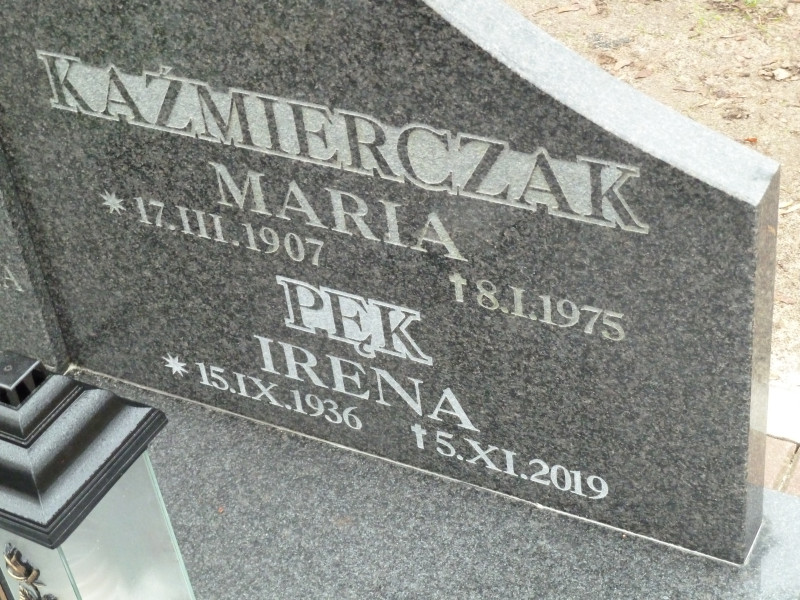 KAŹMIERCZAK
MARIA
* 17.III.1907
† 8.I.1975
PĘK
IRENA
* 15.IX.1936
† 5.XI.2019